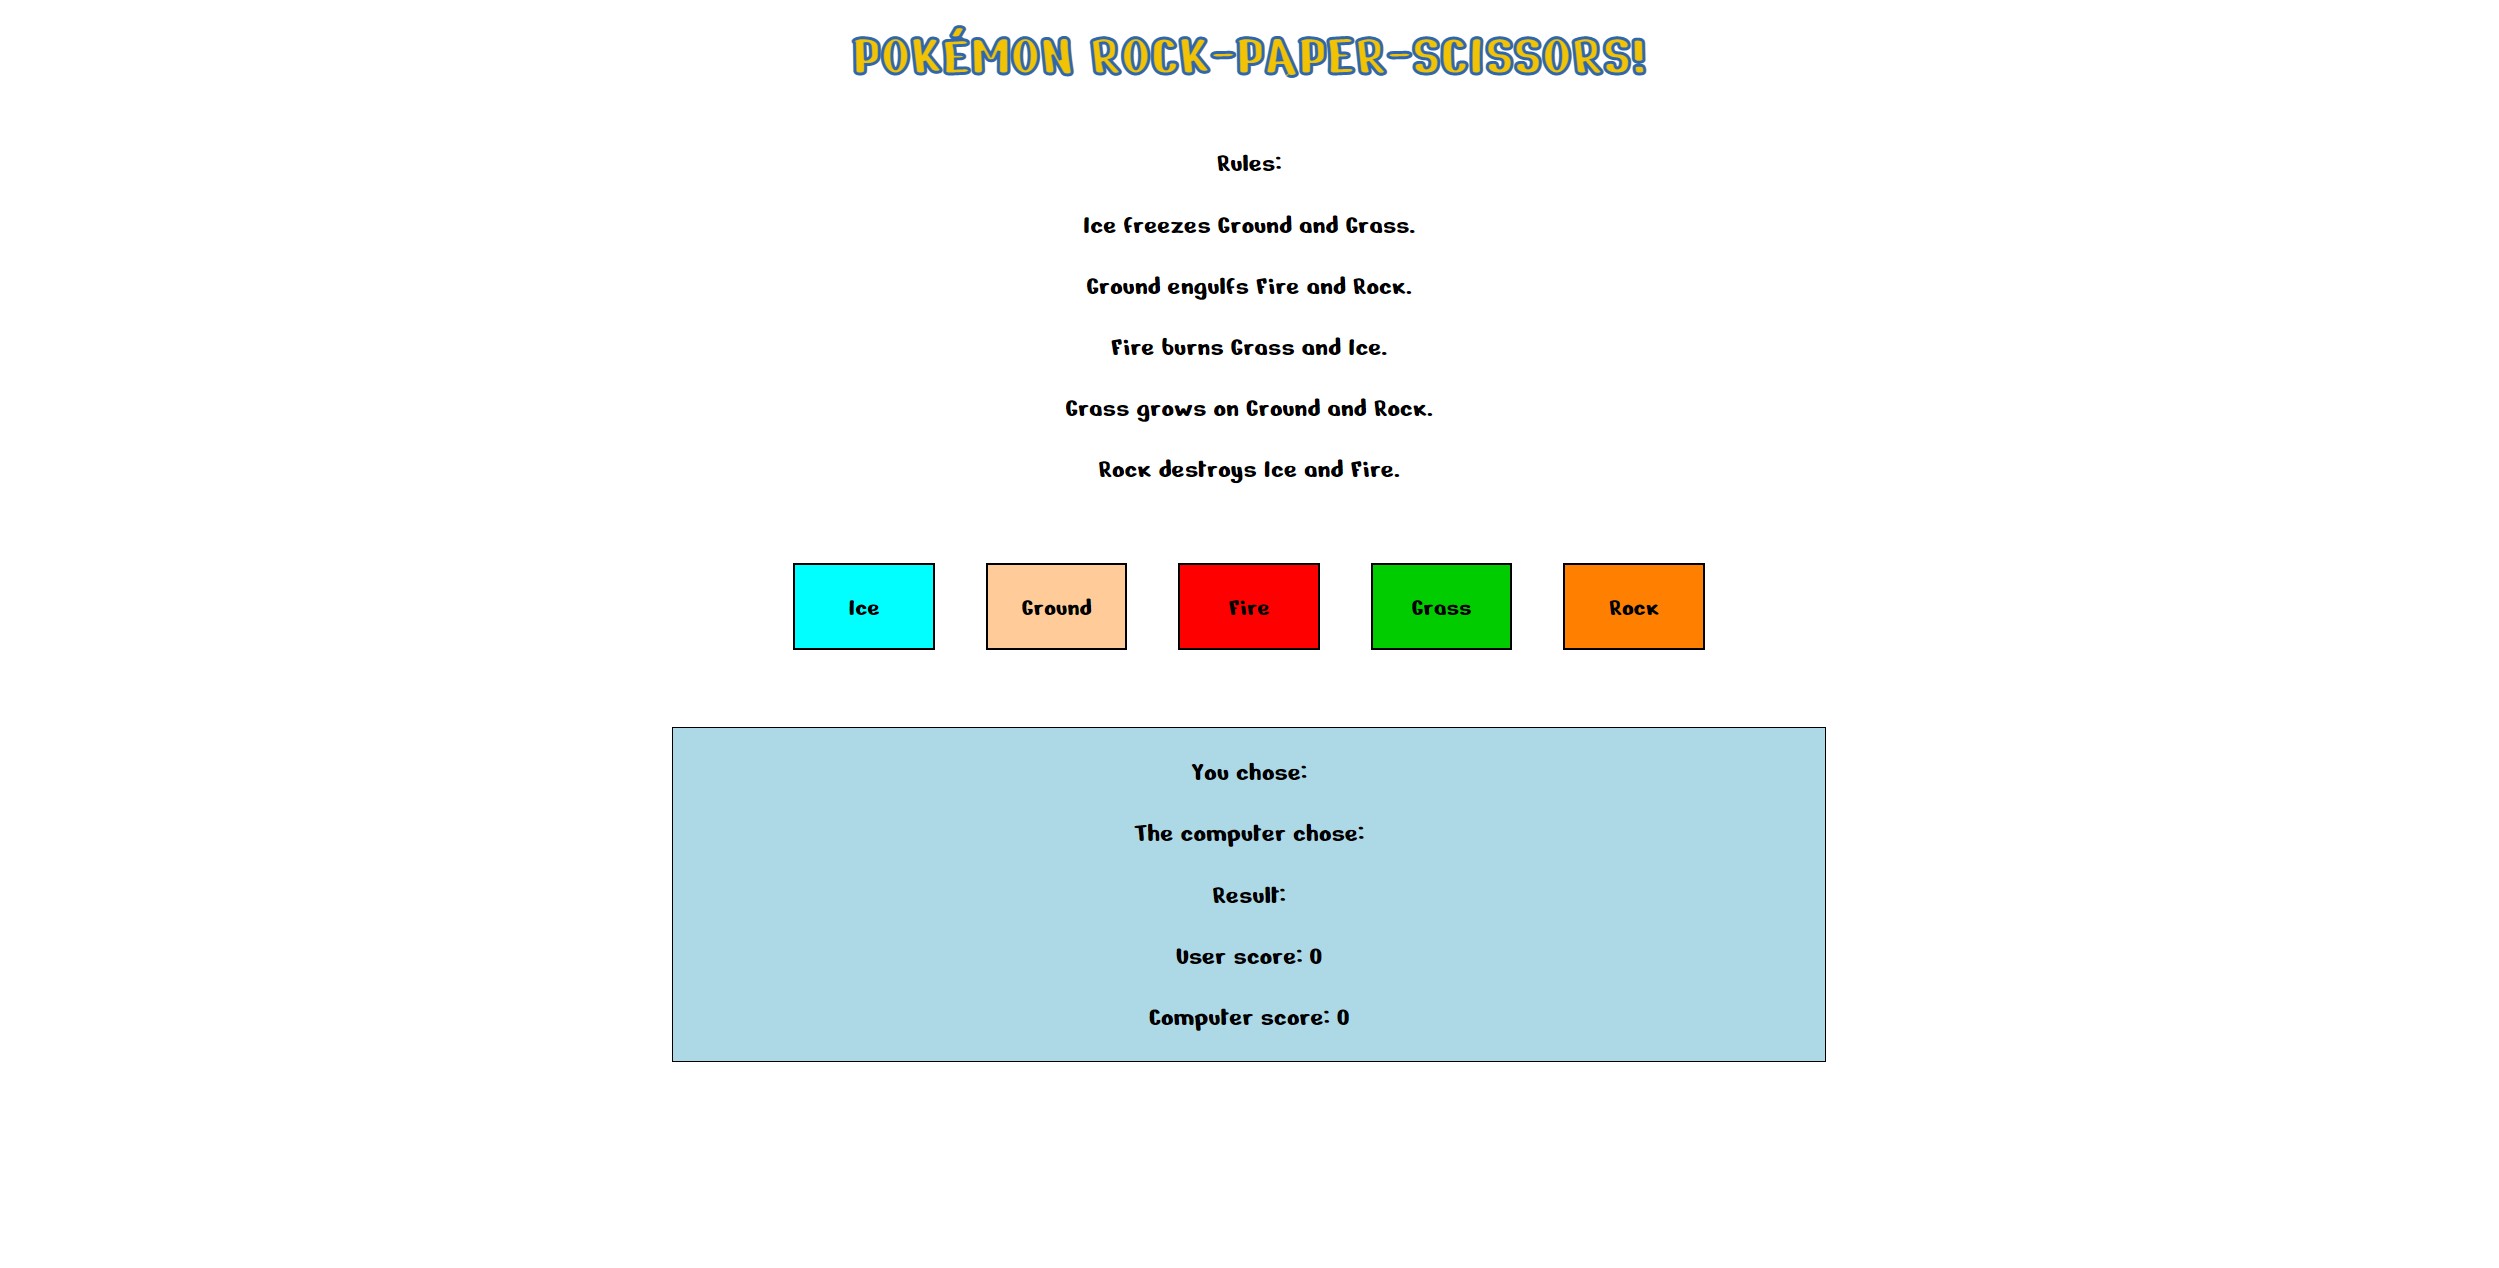 POKÉMON ROCK-PAPER-SCISSORS!
Rules:
Ice freezes Ground and Grass.
Ground engulfs Fire and Rock.
Fire burns Grass and Ice.
Grass grows on Ground and Rock.
Rock destroys Ice and Fire.
Ice
Ground
Fire
Grass
Rock
You chose:
The computer chose:
Result:
User score: 0
Computer score: 0